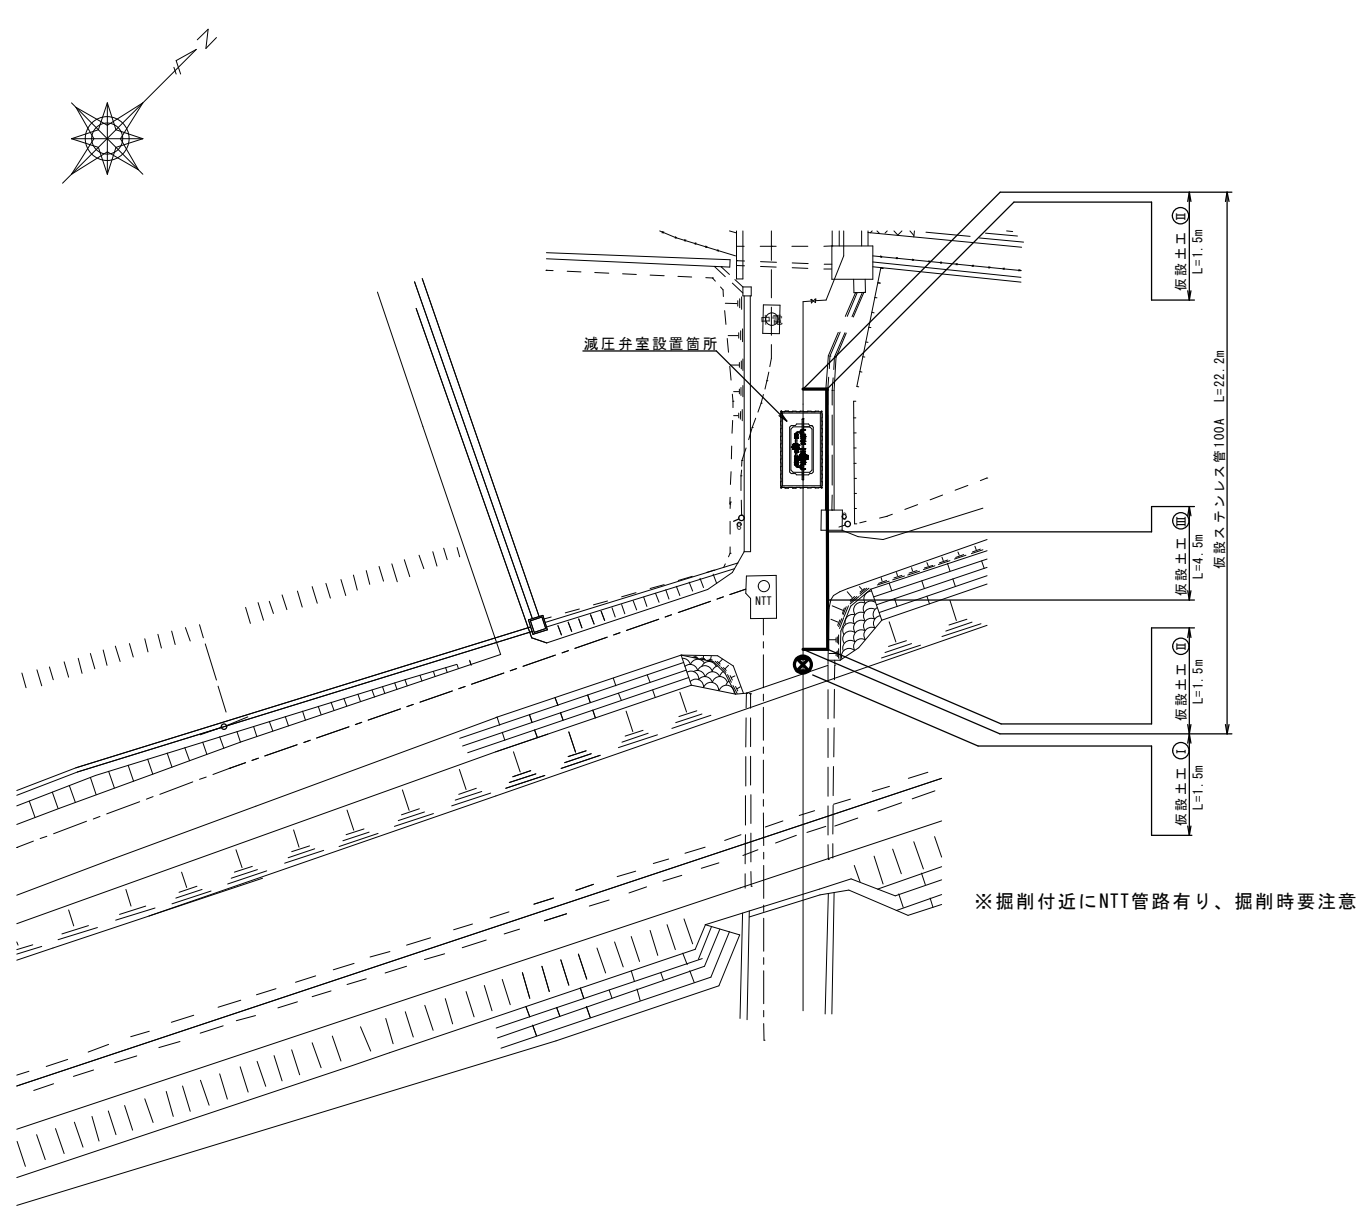 N
仮設土工 Ⅱ
L=1.5m
減圧弁室設置箇所
仮設ステンレス管100A L=22.2m
仮設土工 Ⅲ
L=4.5m
NTT
仮設土工 Ⅱ
L=1.5m
仮設土工 Ⅰ
L=1.5m
※掘削付近にNTT管路有り、掘削時要注意